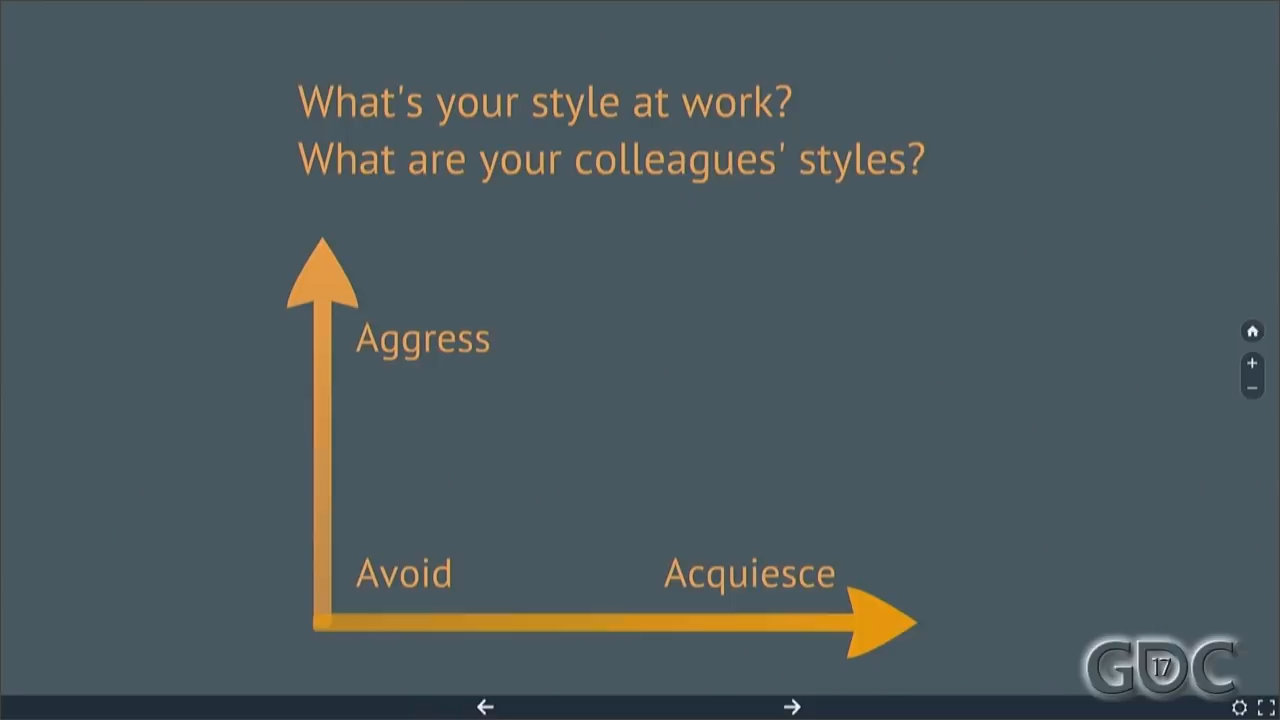 What's your style at work?
What are your colleagues' styles?
Aggress
Avoid
Acquiesce
GDC
17